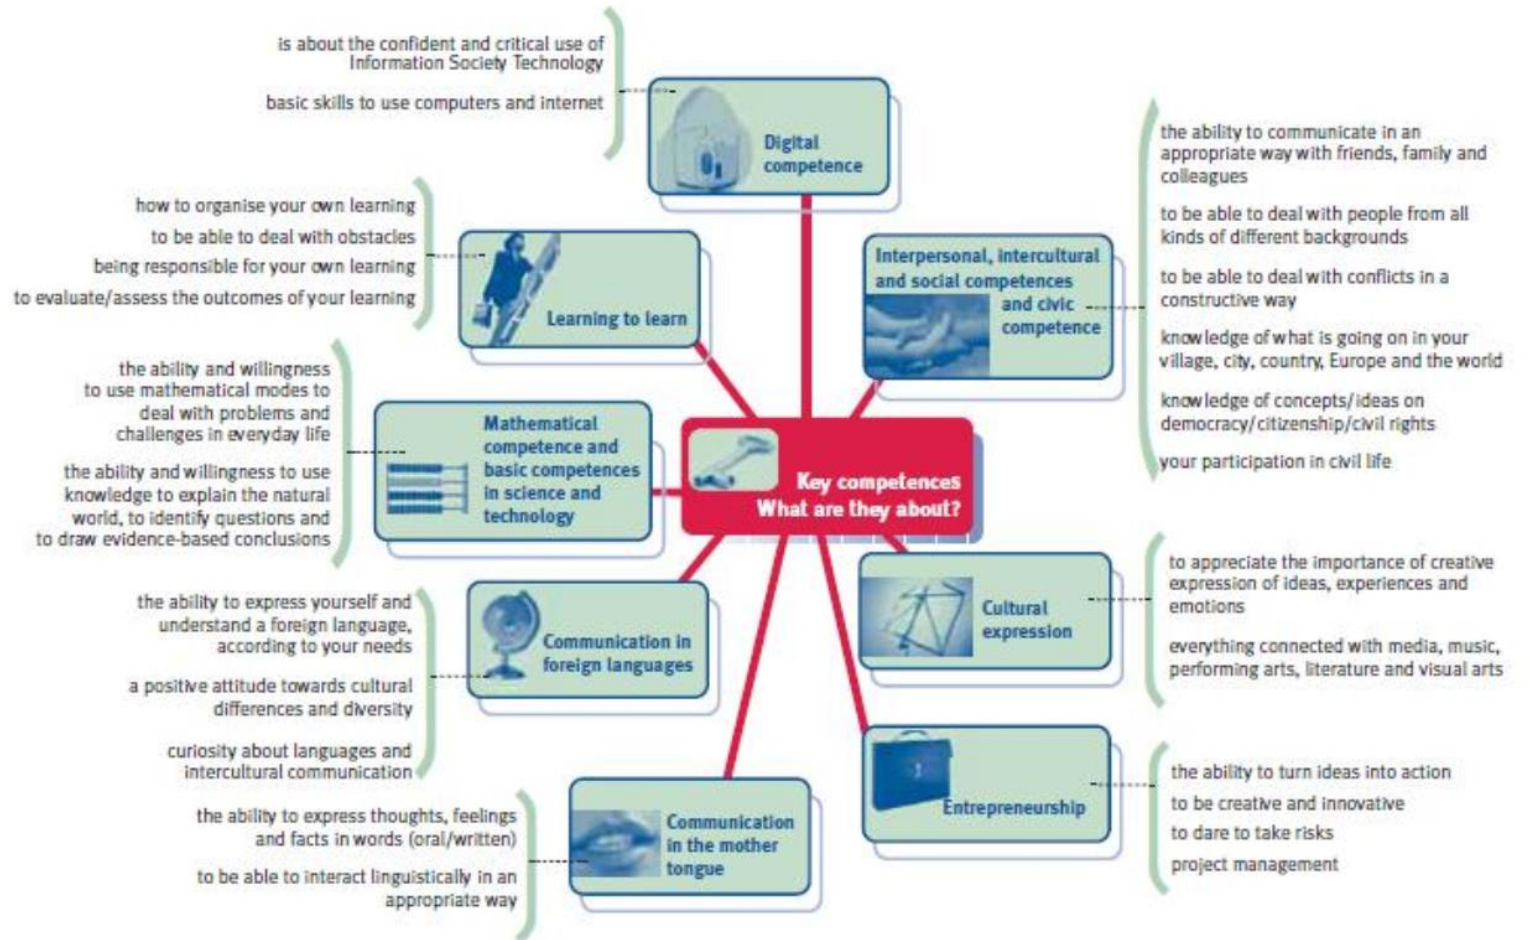 is about the confident and critical use of
Information Society Technology
basic skills to use computers and internet
Digital
competence
how to organise your own learning
to be able to deal with obstacles
being responsible for your own learning
to evaluate/assess the outcomes of your learning
Learning to learn
Interpersonal, intercultural
and social competences
and civic
competence
the ability to communicate in an
appropriate way with friends, family and
colleagues
to be able to deal with people from all
kinds of different backgrounds
to be able to deal with conflicts in a
constructive way
knowledge of what is going on in your
village, city, country, Europe and the world
knowledge of concepts/ideas on
democracy/citizenship/civil rights
your participation in civil life
the ability and willingness
to use mathematical modes to
deal with problems and
challenges in everyday life
the ability and willingness to use
knowledge to explain the natural
world, to identify questions and
to draw evidence-based conclusions
Mathematical
competence and
basic competences
in science and
technology
Key competences
What are they about?
the ability to express yourself and
understand a foreign language,
according to your needs
a positive attitude towards cultural
differences and diversity
curiosity about languages and
intercultural communication
Communication in
foreign languages
Cultural
expression
to appreciate the importance of creative
expression of ideas, experiences and
emotions
everything connected with media, music,
performing arts, literature and visual arts
the ability to express thoughts, feelings
and facts in words (oral/written)
to be able to interact linguistically in an
appropriate way
Communication
in the mother
tongue
Entrepreneurship
the ability to turn ideas into action
to be creative and innovative
to dare to take risks
project management